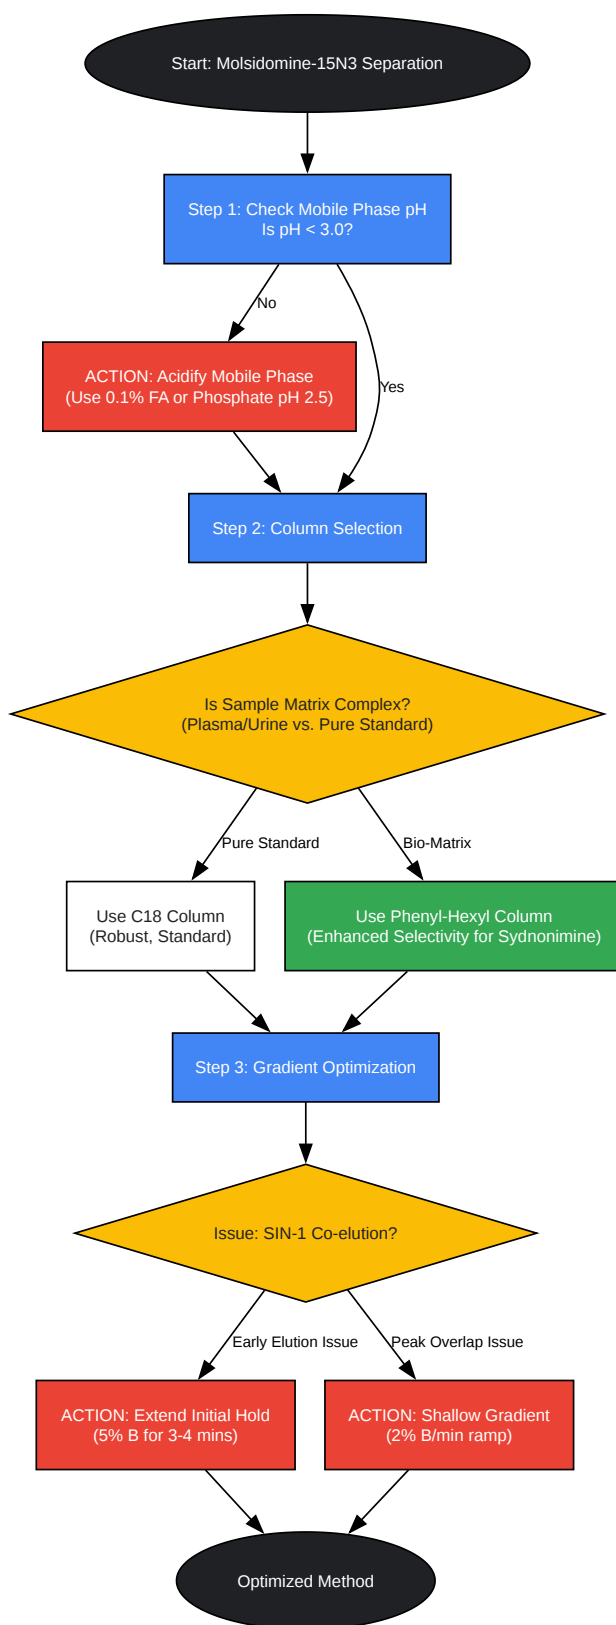 Start: Molsidomine-15N3 Separation
Step 1: Check Mobile Phase pH
Is pH < 3.0?
No
Yes
ACTION: Acidify Mobile Phase
(Use 0.1% FA or Phosphate pH 2.5)
Step 2: Column Selection
Is Sample Matrix Complex?
(Plasma/Urine vs. Pure Standard)
Pure Standard
Bio-Matrix
Use C18 Column
(Robust, Standard)
Use Phenyl-Hexyl Column
(Enhanced Selectivity for Sydnonimine)
Step 3: Gradient Optimization
Issue: SIN-1 Co-elution?
Early Elution Issue
Peak Overlap Issue
ACTION: Extend Initial Hold
(5% B for 3-4 mins)
ACTION: Shallow Gradient
(2% B/min ramp)
Optimized Method